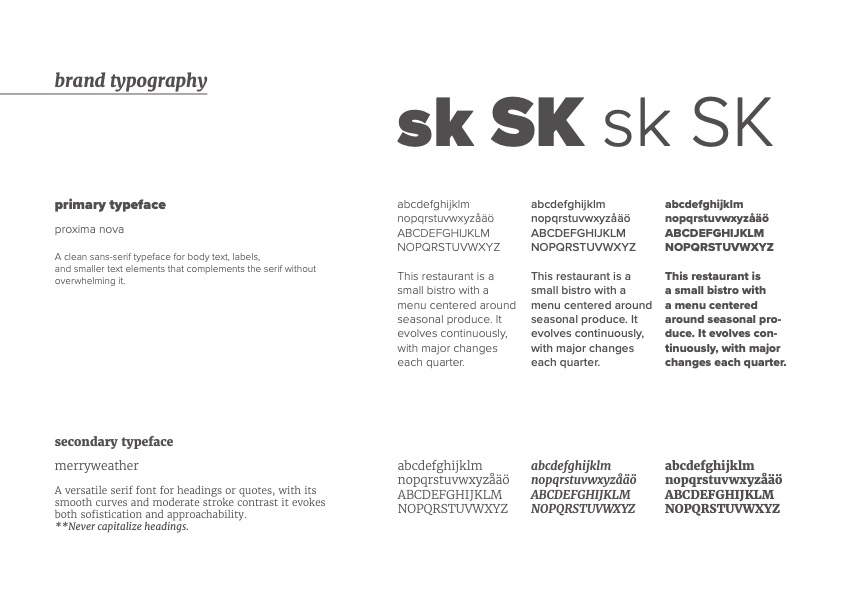 brand typography
sk SK sk SK
primary typeface
proxima nova
A clean sans-serif typeface for body text, labels,
and smaller text elements that complements the serif without
overwhelming it.
abcdefghijklm
nopqrstuvwxyzåäö
ABCDEFGHIJKLM
NOPQRSTUVWXYZ
This restaurant is a
small bistro with a
menu centered around
seasonal produce. It
evolves continuously,
with major changes
each quarter.
abcdefghijklm
nopqrstuvwxyzåäö
ABCDEFGHIJKLM
NOPQRSTUVWXYZ
This restaurant is a
small bistro with a
menu centered around
seasonal produce. It
evolves continuously,
with major changes
each quarter.
abcdefghijklm
nopqrstuvwxyzåäö
ABCDEFGHIJKLM
NOPQRSTUVWXYZ
This restaurant is
a small bistro with
a menu centered
around seasonal pro-
duce. It evolves con-
tinuously, with major
changes each quarter.
secondary typeface
merryweather
A versatile serif font for headings or quotes, with its
smooth curves and moderate stroke contrast it evokes
both sofistication and approachability.
**Never capitalize headings.
abcdefghijklm
nopqrstuvwxyzåäö
ABCDEFGHIJKLM
NOPQRSTUVWXYZ
abcdefghijklm
nopqrstuvwxyzåäö
ABCDEFGHIJKLM
NOPQRSTUVWXYZ
abcdefghijklm
nopqrstuvwxyzåäö
ABCDEFGHIJKLM
NOPQRSTUVWXYZ